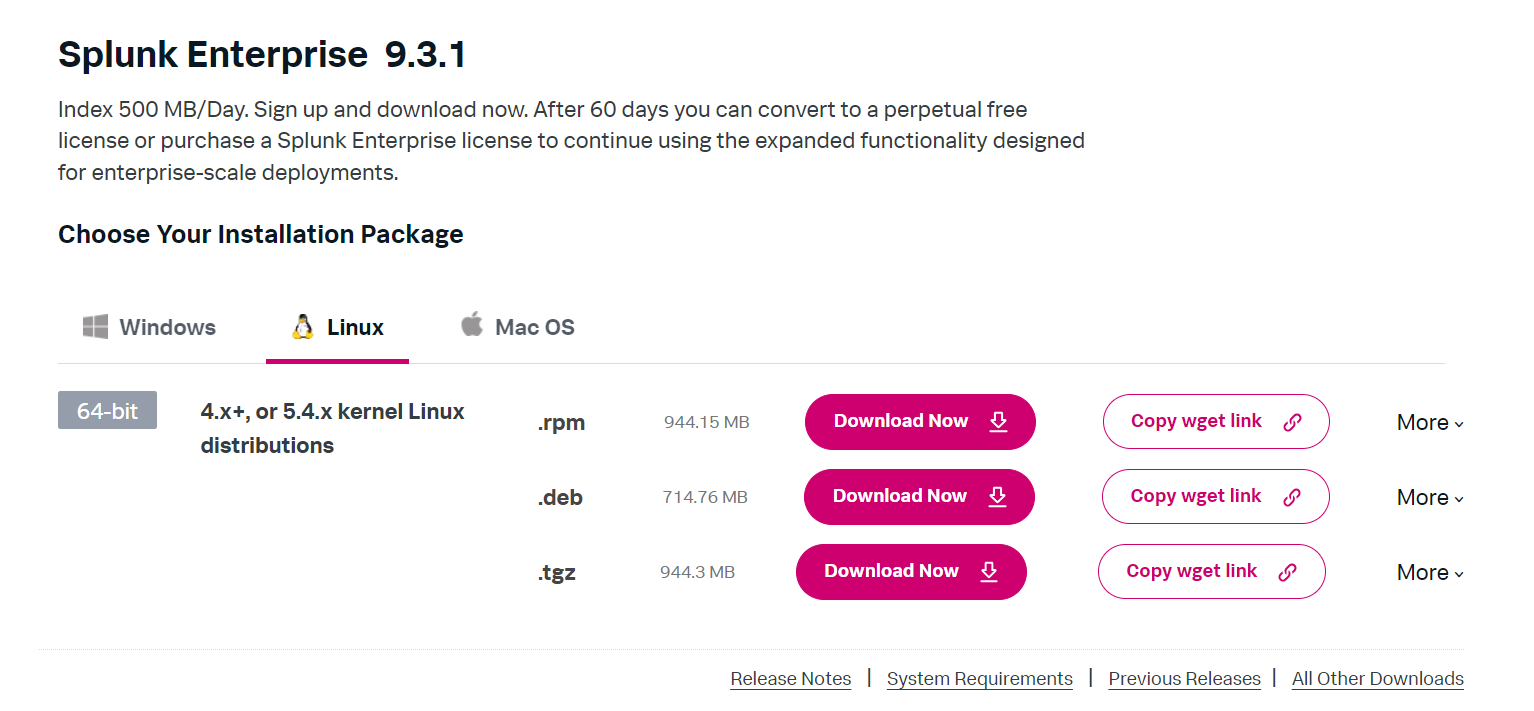 Splunk Enterprise 9.3.1
Index 500 MB/Day. Sign up and download now. After 60 days you can convert to a perpetual free
license or purchase a Splunk Enterprise license to continue using the expanded functionality designed
for enterprise-scale deployments.
Choose Your Installation Package
Windows Linux Mac OS
64-bit 4.x+, or 5.4.x kernel Linux
distributions
.rpm 944.15 MB Download Now Copy wget link More
.deb 714.76 MB Download Now Copy wget link More
.tgz 944.3 MB Download Now Copy wget link More
Release Notes | System Requirements | Previous Releases | All Other Downloads